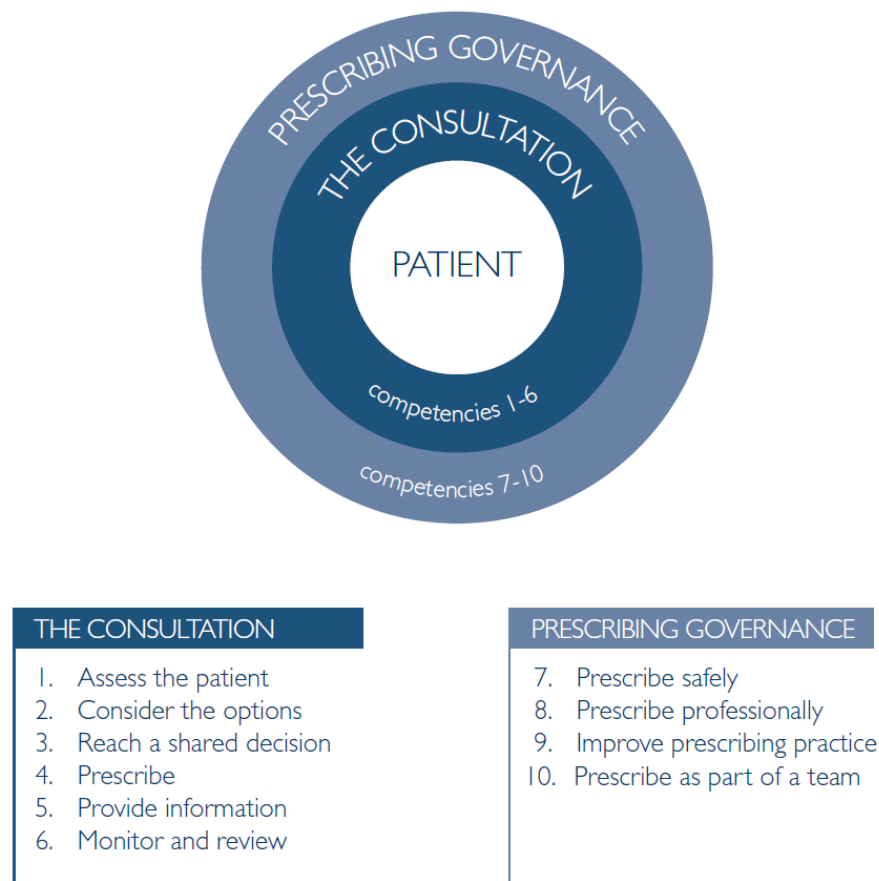 PRESCRIBING GOVERNANCE
THE CONSULTATION
PATIENT
competencies 1-6
competencies 7-10
THE CONSULTATION
1. Assess the patient
2. Consider the options
3. Reach a shared decision
4. Prescribe
5. Provide information
6. Monitor and review
PRESCRIBING GOVERNANCE
7. Prescribe safely
8. Prescribe professionally
9. Improve prescribing practice
10. Prescribe as part of a team